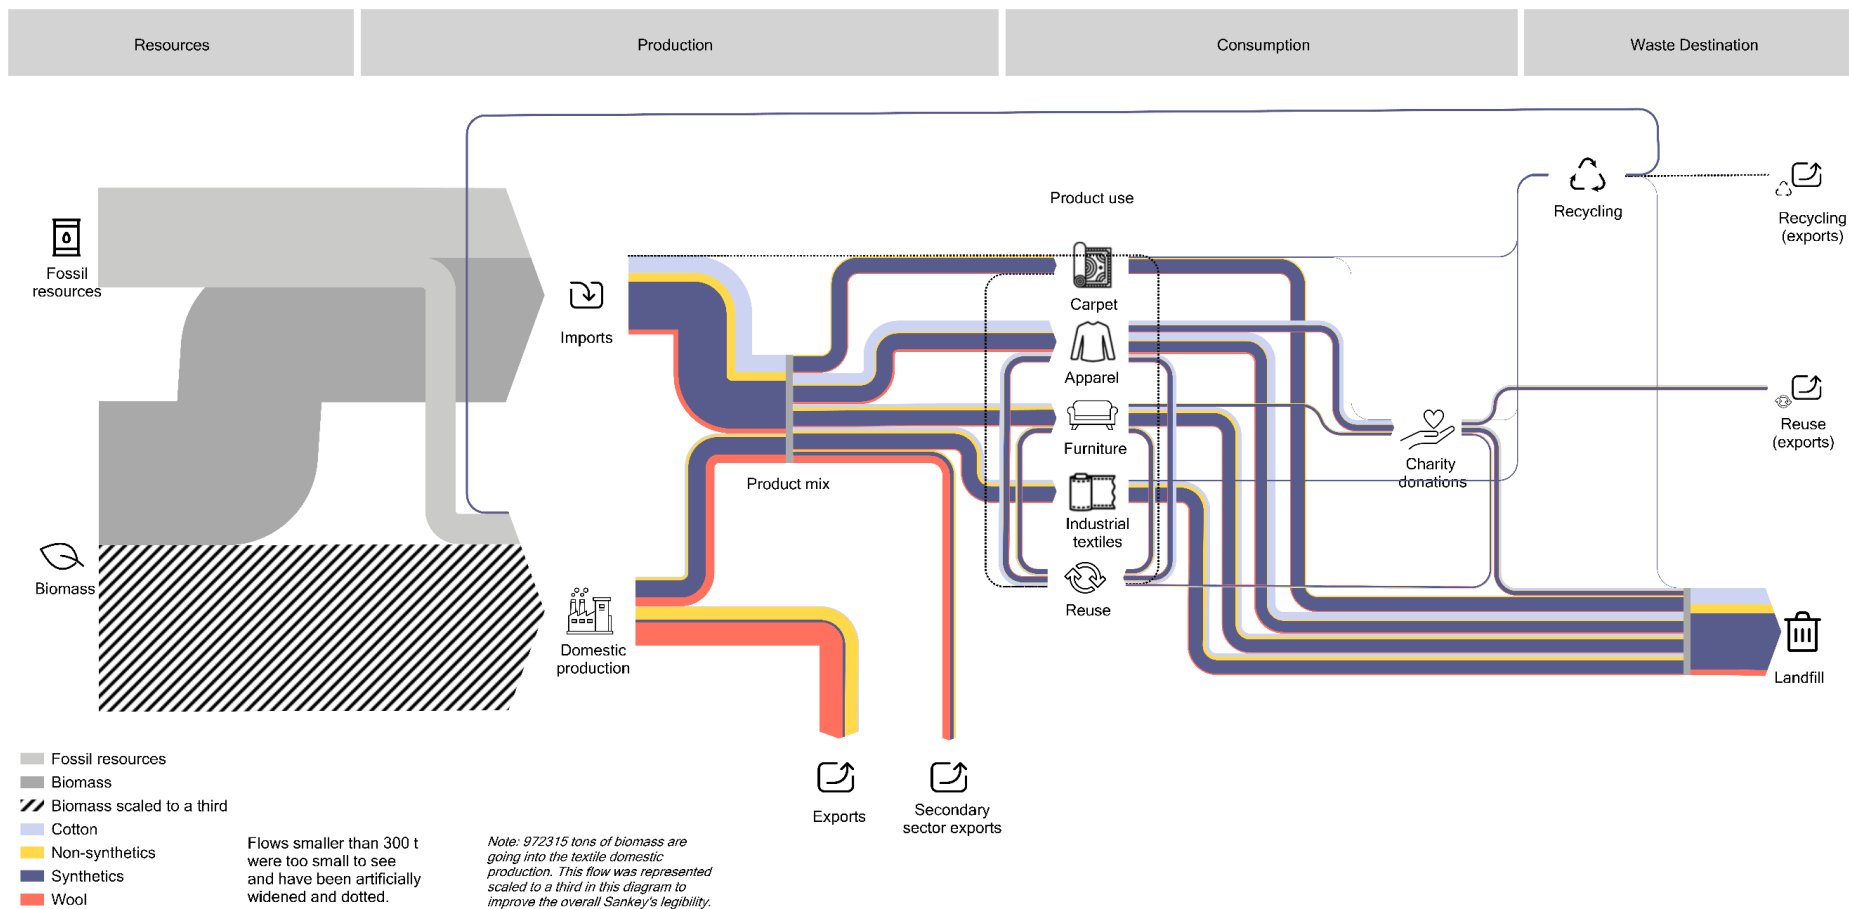 Resources
Production
Consumption
Waste Destination
Product use
Recycling
Recycling
(exports)
Fossil
resources
Imports
Carpet
Apparel
Furniture
Industrial
textiles
Reuse
Product mix
Charity
donations
Reuse
(exports)
Biomass
Domestic
production
Landfill
Exports
Secondary
sector exports
Fossil resources
Biomass
Biomass scaled to a third
Cotton
Non-synthetics
Synthetics
Wool
Flows smaller than 300 t
were too small to see
and have been artificially
widened and dotted.
Note: 972315 tons of biomass are
going into the textile domestic
production. This flow was represented
scaled to a third in this diagram to
improve the overall Sankey's legibility.